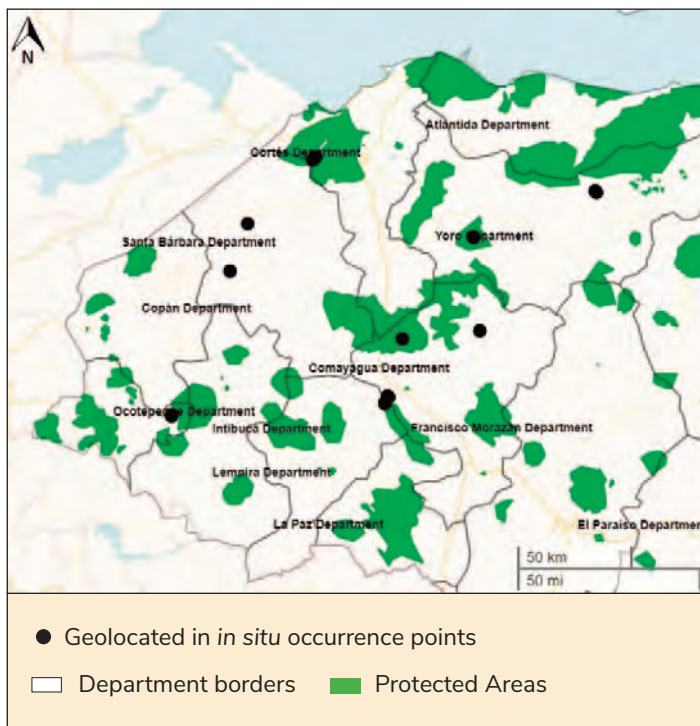 N
Atlántida Department
Cortés Department
Yoro Department
Santa Bárbara Department
Copán Department
Comayagua Department
Ocotepeque Department
Intibucá Department
Francisco Morazán Department
Lempira Department
La Paz Department
El Paraíso Departmen
50 km
50 mi
Geolocated in in situ occurrence points
Department borders
Protected Areas